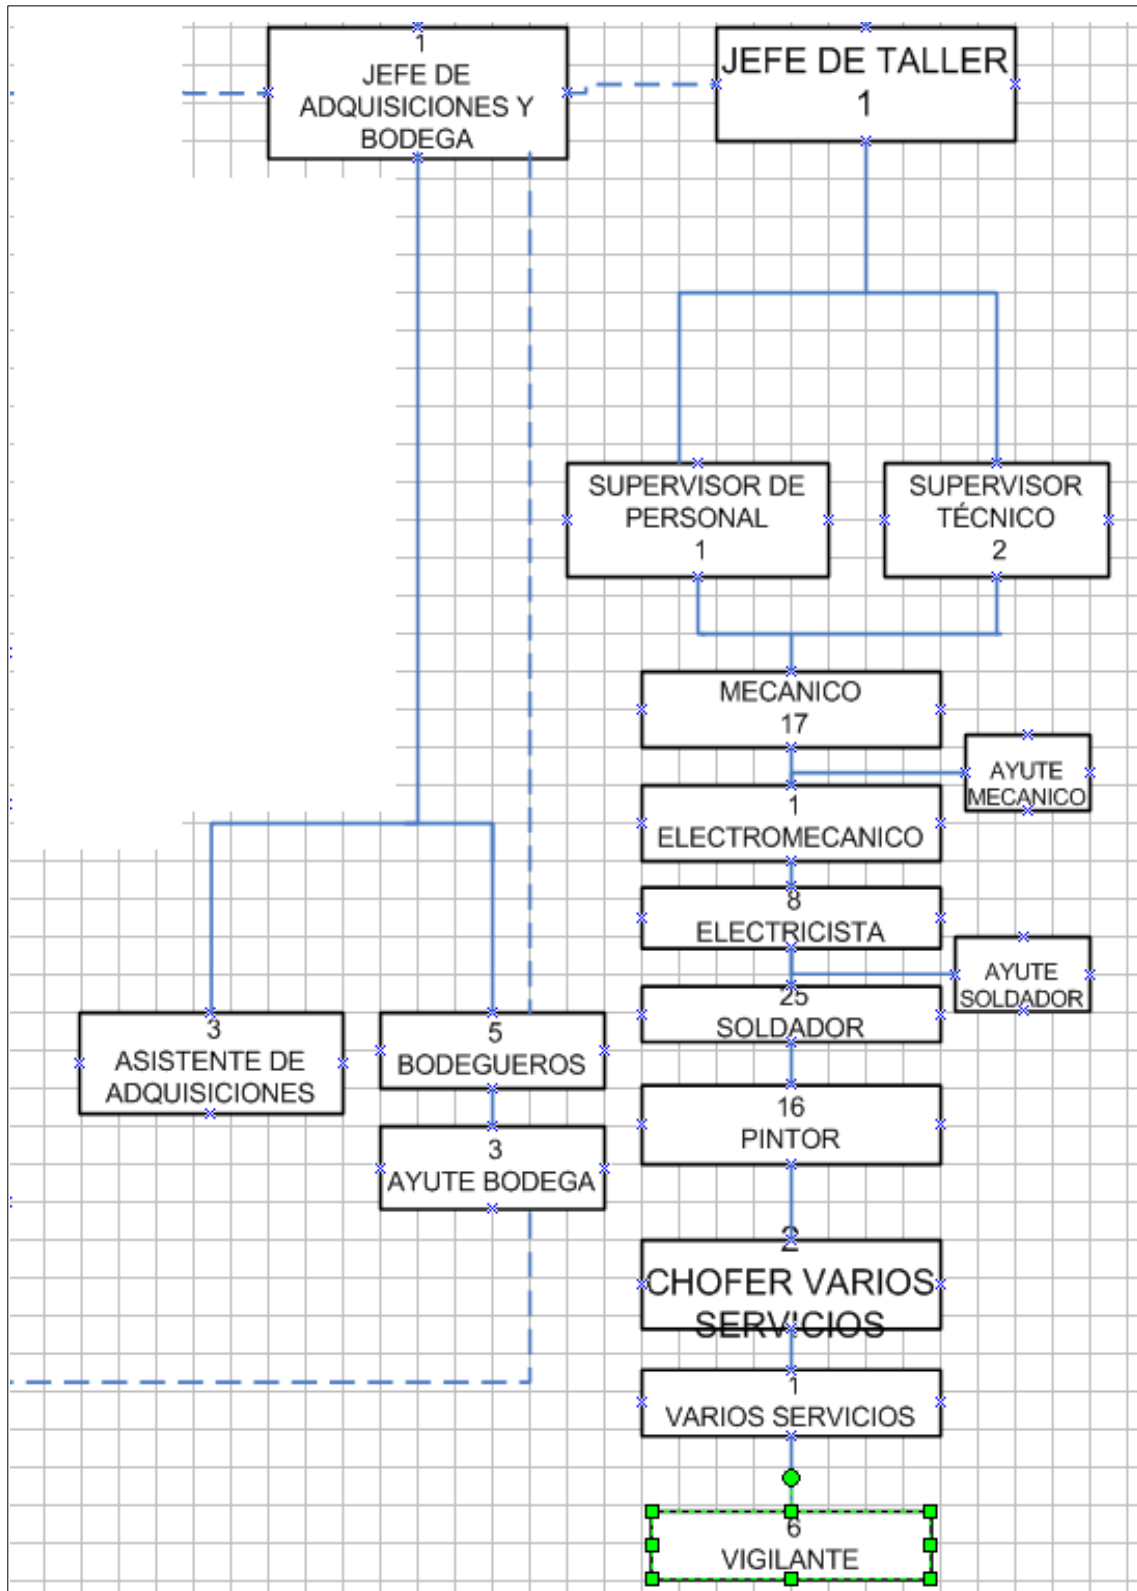 1
JEFE DE
ADQUISICIONES Y
BODEGA
JEFE DE TALLER
1
SUPERVISOR DE
PERSONAL
1
SUPERVISOR
TÉCNICO
2
MECANICO
17
AYUTE
MECANICO
1
ELECTROMECANICO
8
ELECTRICISTA
AYUTE
SOLDADOR
25
SOLDADOR
3
ASISTENTE DE
ADQUISICIONES
5
BODEGUEROS
16
PINTOR
3
AYUTE BODEGA
2
CHOFER VARIOS
SERVICIOS
1
VARIOS SERVICIOS
6
VIGILANTE